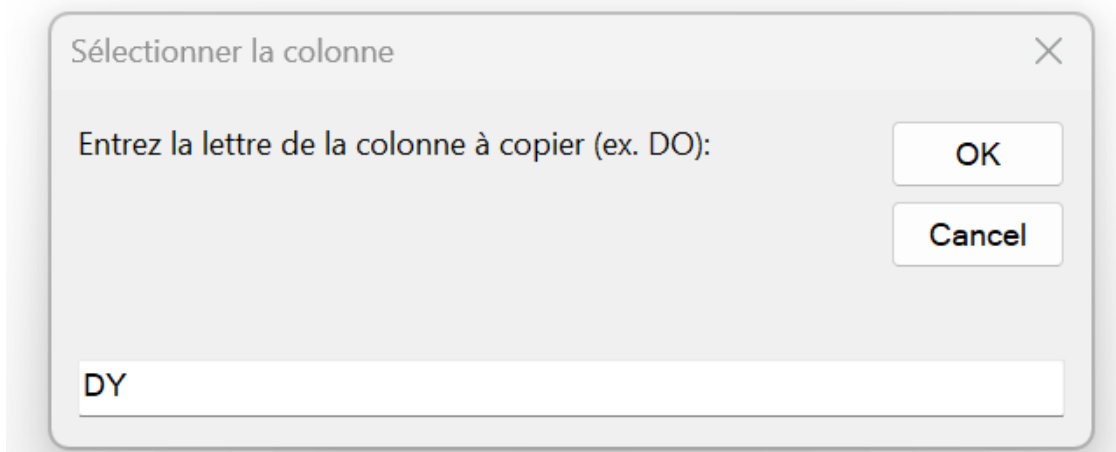 Sélectionner la colonne
Entrez la lettre de la colonne à copier (ex. DO):
OK
Cancel
DY